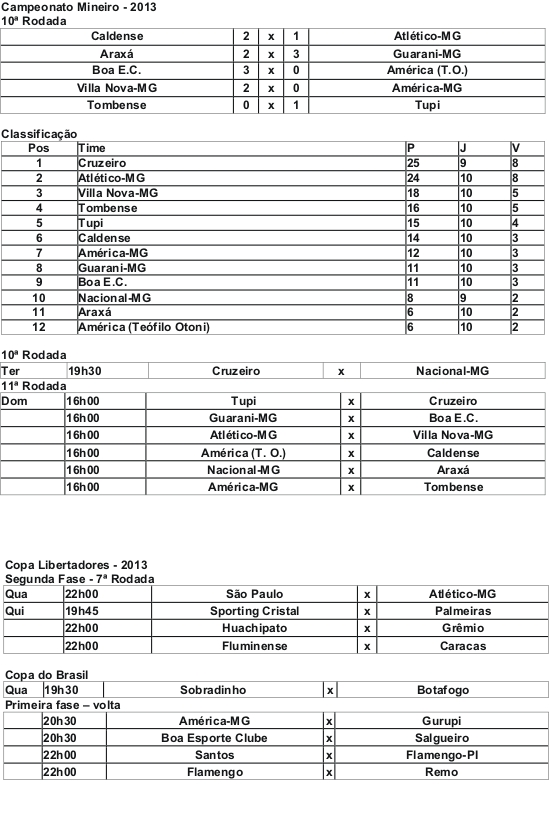 Campeonato Mineiro - 2013
10ª Rodada
Caldense 2 x 1 Atlético-MG
Araxá 2 x 3 Guarani-MG
Boa E.C. 3 x 0 América (T.O.)
Villa Nova-MG 2 x 0 América-MG
Tombense 0 x 1 Tupi
Classificação
Pos Time P J V
1 Cruzeiro 25 9 8
2 Atlético-MG 24 10 8
3 Villa Nova-MG 18 10 5
4 Tombense 16 10 5
5 Tupi 15 10 4
6 Caldense 14 10 3
7 América-MG 12 10 3
8 Guarani-MG 11 10 3
9 Boa E.C. 11 10 3
10 Nacional-MG 8 9 2
11 Araxá 6 10 2
12 América (Teófilo Otoni) 6 10 2
10ª Rodada
Ter 19h30 Cruzeiro x Nacional-MG
11ª Rodada
Dom 16h00 Tupi x Cruzeiro
16h00 Guarani-MG x Boa E.C.
16h00 Atlético-MG x Villa Nova-MG
16h00 América (T. O.) x Caldense
16h00 Nacional-MG x Araxá
16h00 América-MG x Tombense
Copa Libertadores - 2013
Segunda Fase - 7ª Rodada
Qua 22h00 São Paulo x Atlético-MG
Qui 19h45 Sporting Cristal x Palmeiras
22h00 Huachipato x Grêmio
22h00 Fluminense x Caracas
Copa do Brasil
Qua 19h30 Sobradinho x Botafogo
Primeira fase – volta
20h30 América-MG x Gurupi
20h30 Boa Esporte Clube x Salgueiro
22h00 Santos x Flamengo-PI
22h00 Flamengo x Remo